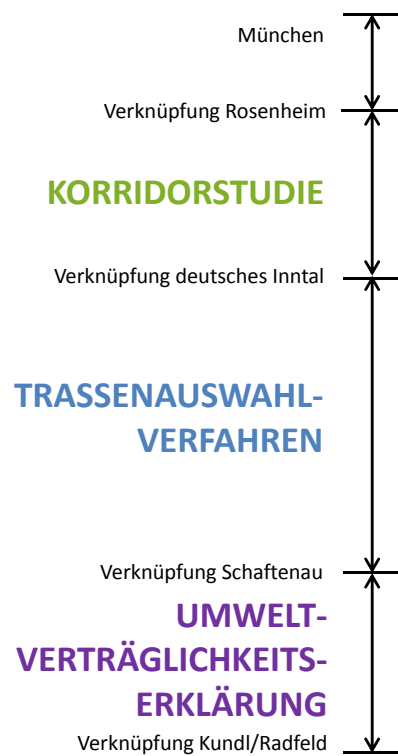 München
Verknüpfung Rosenheim
KORRIDORSTUDIE
Verknüpfung deutsches Inntal
TRASSENAUSWAHL-
VERFAHREN
Verknüpfung Schaftenau
UMWELT-
VERTRÄGLICHKEITS-
ERKLÄRUNG
Verknüpfung Kundl/Radfeld